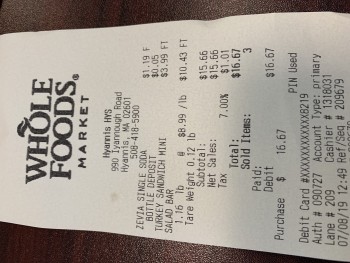 WHOLE
FOODS®
MARKET
Hyannis HYS
990 Iyannough Road
Hyannis, MA 02601
508-418-5900
ZEVIA SINGLE SODA $1.19 F
BOTTLE DEPOSIT $0.05
TURKEY SANDWICH MINI $3.99 FT
SALAD BAR
1.16 lb @ $8.99 /lb $10.43 FT
Tare Weight 0.12 lb
Subtotal: $15.66
Net Sales: $15.66
Tax 7.00% $1.01
Total: $16.67
Sold Items: 3
Paid:
Debit $16.67
Purchase $ 16.67 PIN Used
Debit Card #XXXXXXXXXXXX8219
Auth # 090727 Account Type: primary
Lane # 209 Cashier # 1318031
07/08/19 12:49 Ref/Seq # 209679